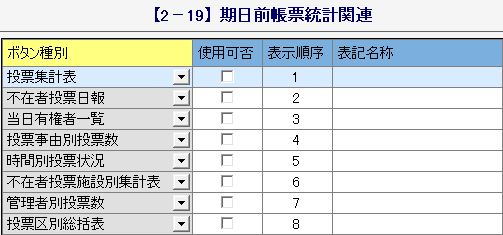 【2－19】期日前帳票統計関連
ボタン種別 使用可否 表示順序 表記名称
投票集計表 1
不在者投票日報 2
当日有権者一覧 3
投票事由別投票数 4
時間別投票状況 5
不在者投票施設別集計表 6
管理者別投票数 7
投票区別総括表 8